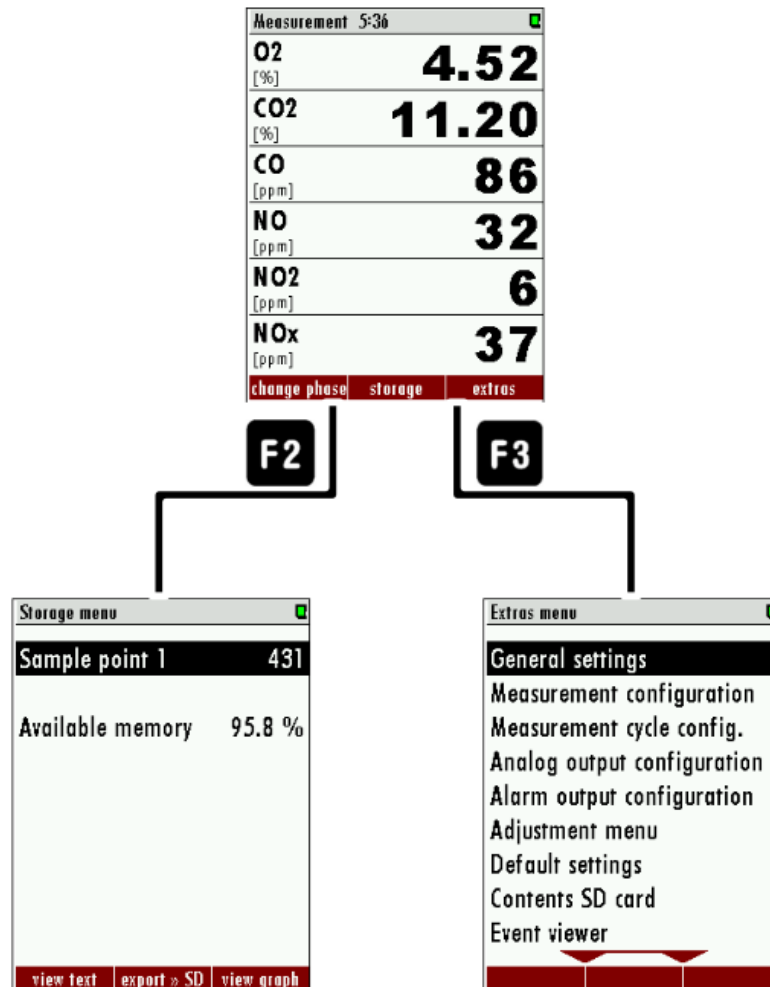 Measurement 5:36
O2
[%]
4.52
CO2
[%]
11.20
CO
[ppm]
86
NO
[ppm]
32
NO2
[ppm]
6
NOx
[ppm]
37
change phase storage extras
F2
F3
Storage menu
Sample point 1 431
Available memory 95.8 %
view text export » SD view graph
Extras menu
General settings
Measurement configuration
Measurement cycle config.
Analog output configuration
Alarm output configuration
Adjustment menu
Default settings
Contents SD card
Event viewer